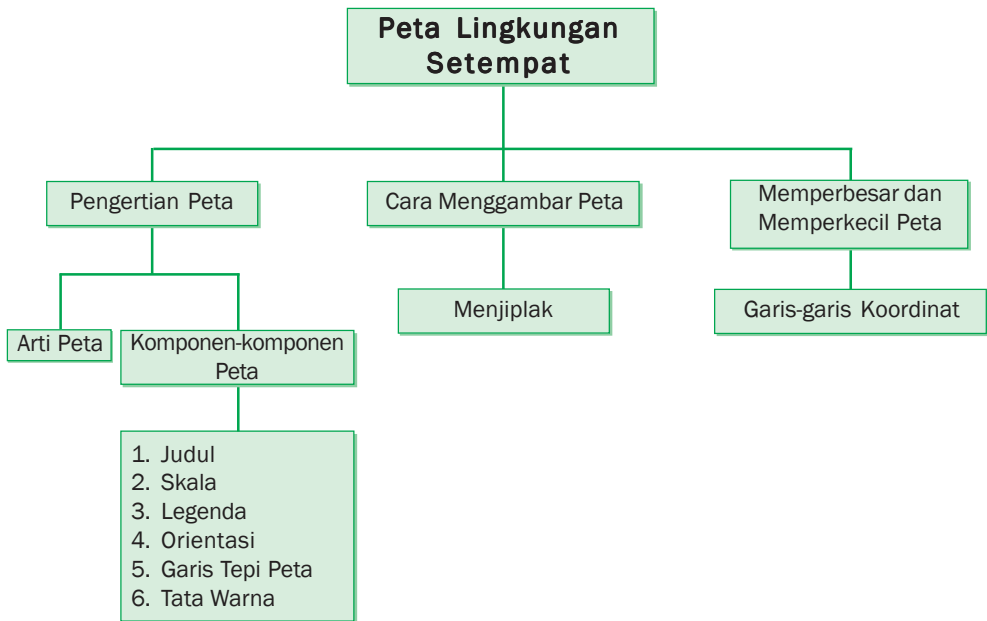 Peta Lingkungan
Setempat
Pengertian Peta
Cara Menggambar Peta
Memperbesar dan
Memperkecil Peta
Arti Peta
Komponen-komponen
Peta
Menjiplak
Garis-garis Koordinat
1. Judul
2. Skala
3. Legenda
4. Orientasi
5. Garis Tepi Peta
6. Tata Warna